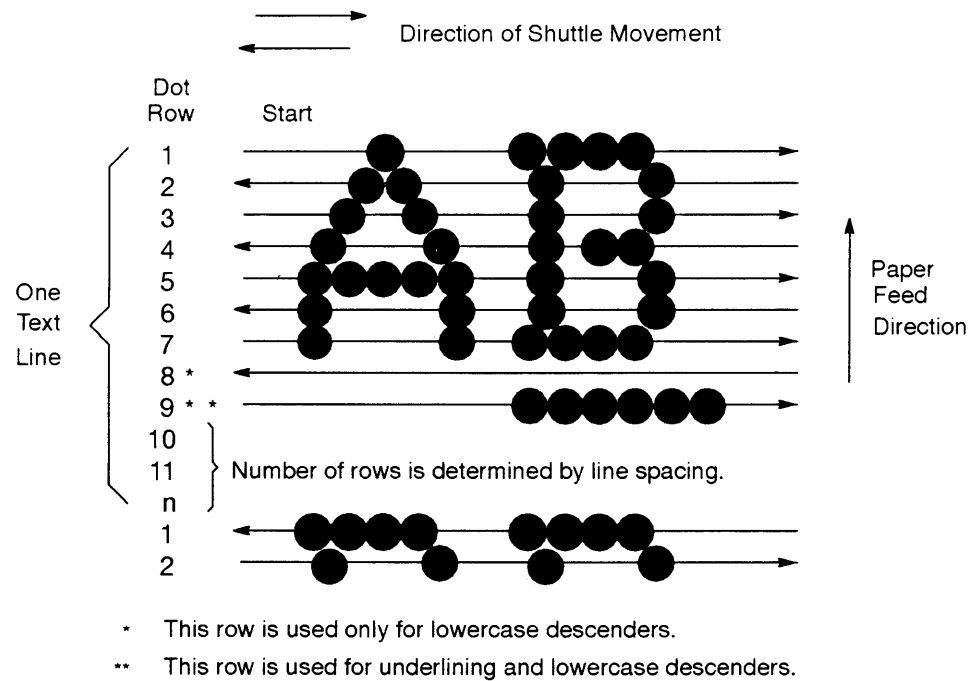 Direction of Shuttle Movement
Dot
Row
Start
1
2
3
4
5
6
7
8 *
9 * *
10
11
n
1
2
One
Text
Line
Number of rows is determined by line spacing.
Paper
Feed
Direction
* This row is used only for lowercase descenders.
** This row is used for underlining and lowercase descenders.